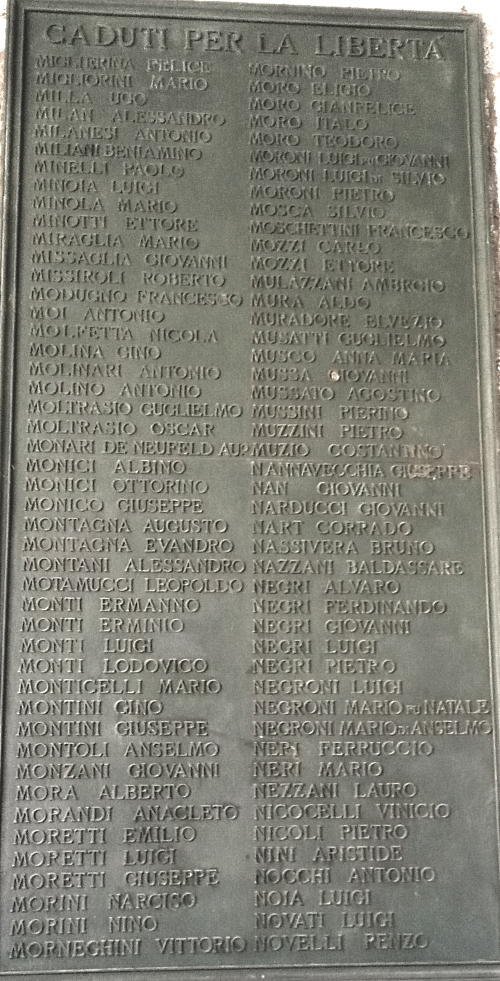 CADUTI PER LA LIBERTÀ
MIGLIERINA FELICE
MIGLIORINI MARIO
MILLA UGO
MILAN ALESSANDRO
MILANESI ANTONIO
MILIANI BENIAMINO
MINELLI PAOLO
MINOIA LUIGI
MINOLA MARIO
MINOTTI ETTORE
MIRAGLIA MARIO
MISSAGLIA GIOVANNI
MISSIROLI ROBERTO
MODUGNO FRANCESCO
MOI ANTONIO
MOLFETTA NICOLA
MOLINA GINO
MOLINARI ANTONIO
MOLINO ANTONIO
MOLTRASIO GUGLIELMO
MOLTRASIO OSCAR
MONARI DE NEUFELD
MONICI ALBINO
MONICI OTTORINO
MONICO GIUSEPPE
MONTAGNA AUGUSTO
MONTAGNA EVANDRO
MONTANI ALESSANDRO
MOTAMUCCI LEOPOLDO
MONTI ERMANNO
MONTI ERMINIO
MONTI LUIGI
MONTI LODOVICO
MONTICELLI MARIO
MONTINI GINO
MONTINI GIUSEPPE
MONTOLI ANSELMO
MONZANI GIOVANNI
MORA ALBERTO
MORANDI ANACLETO
MORETTI EMILIO
MORETTI LUIGI
MORETTI GIUSEPPE
MORINI NARCISO
MORINI NINO
MORNEGHINI VITTORIO
MORNINO PIETRO
MORO ELIGIO
MORO GIANFELICE
MORO ITALO
MORO TEODORO
MORONI LUIGI DI GIOVANNI
MORONI LUIGI DI SILVIO
MORONI PIETRO
MOSCA SILVIO
MOSCHETTINI FRANCESCO
MOZZI CARLO
MOZZI ETTORE
MULAZZANI AMBRGIO
MURA ALDO
MURADORE ELVEZIO
MUSATTI GUGLIELMO
MUSCO ANNA MARIA
MUSSA GIOVANNI
MUSSATO AGOSTINO
MUSSINI PIERINO
MUZZINI PIETRO
MUZIO COSTANTINO
NANNAVECCHIA GIUSEPPE
NAN GIOVANNI
NARDUCCI GIOVANNI
NART CORRADO
NASSIVERA BRUNO
NAZZANI BALDASSARE
NEGRI ALVARO
NEGRI FERDINANDO
NEGRI GIOVANNI
NEGRI LUIGI
NEGRI PIETRO
NEGRONI LUIGI
NEGRONI MARIO FU NATALE
NEGRONI MARIO DI ANSELMO
NERI FERRUCCIO
NERI MARIO
NEZZANI LAURO
NICOCELLI VINICIO
NICOLI PIETRO
NINI ARISTIDE
NOCCHI ANTONIO
NOIA LUIGI
NOVATI LUIGI
NOVELLI RENZO